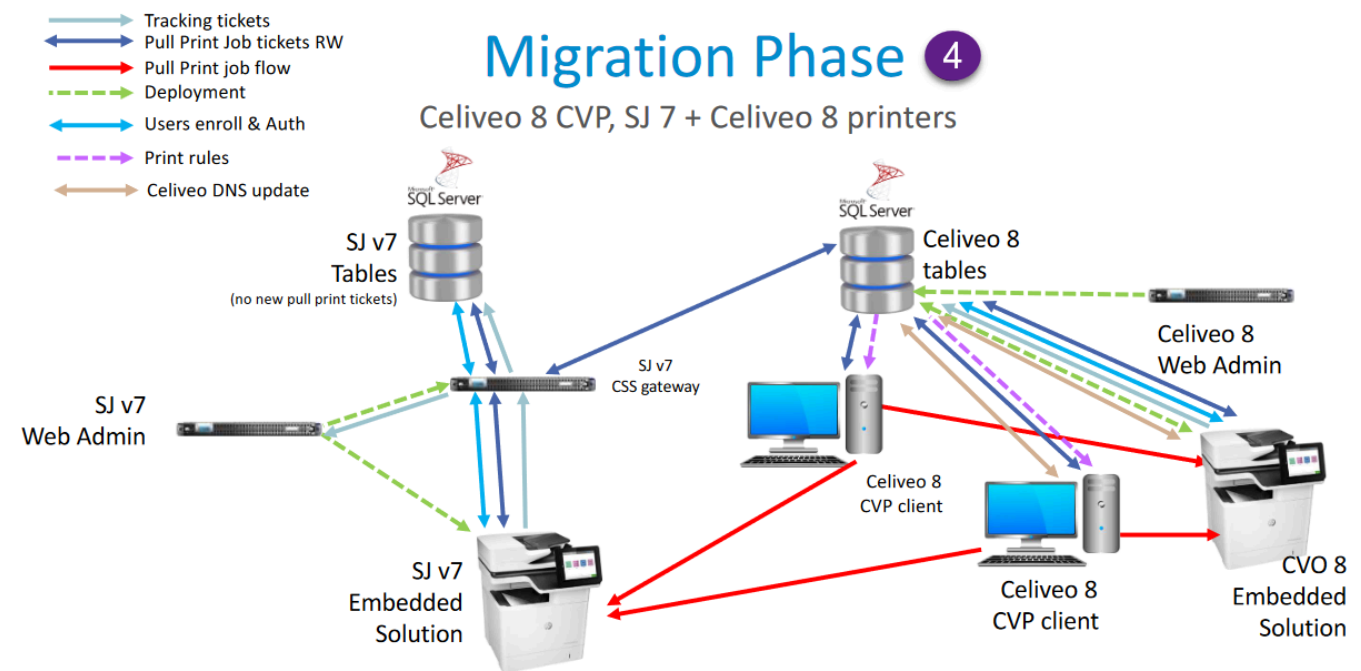 Tracking tickets
Pull Print Job tickets RW
Pull Print job flow
Deployment
Users enroll & Auth
Print rules
Celiveo DNS update
Migration Phase 4
Celiveo 8 CVP, SJ 7 + Celiveo 8 printers
Microsoft
SQL Server
SJ v7
Tables
(no new pull print tickets)
Microsoft
SQL Server
Celiveo 8
tables
Celiveo 8
Web Admin
SJ v7
CSS gateway
SJ v7
Web Admin
Celiveo 8
CVP client
SJ v7
Embedded
Solution
Celiveo 8
CVP client
CVO 8
Embedded
Solution